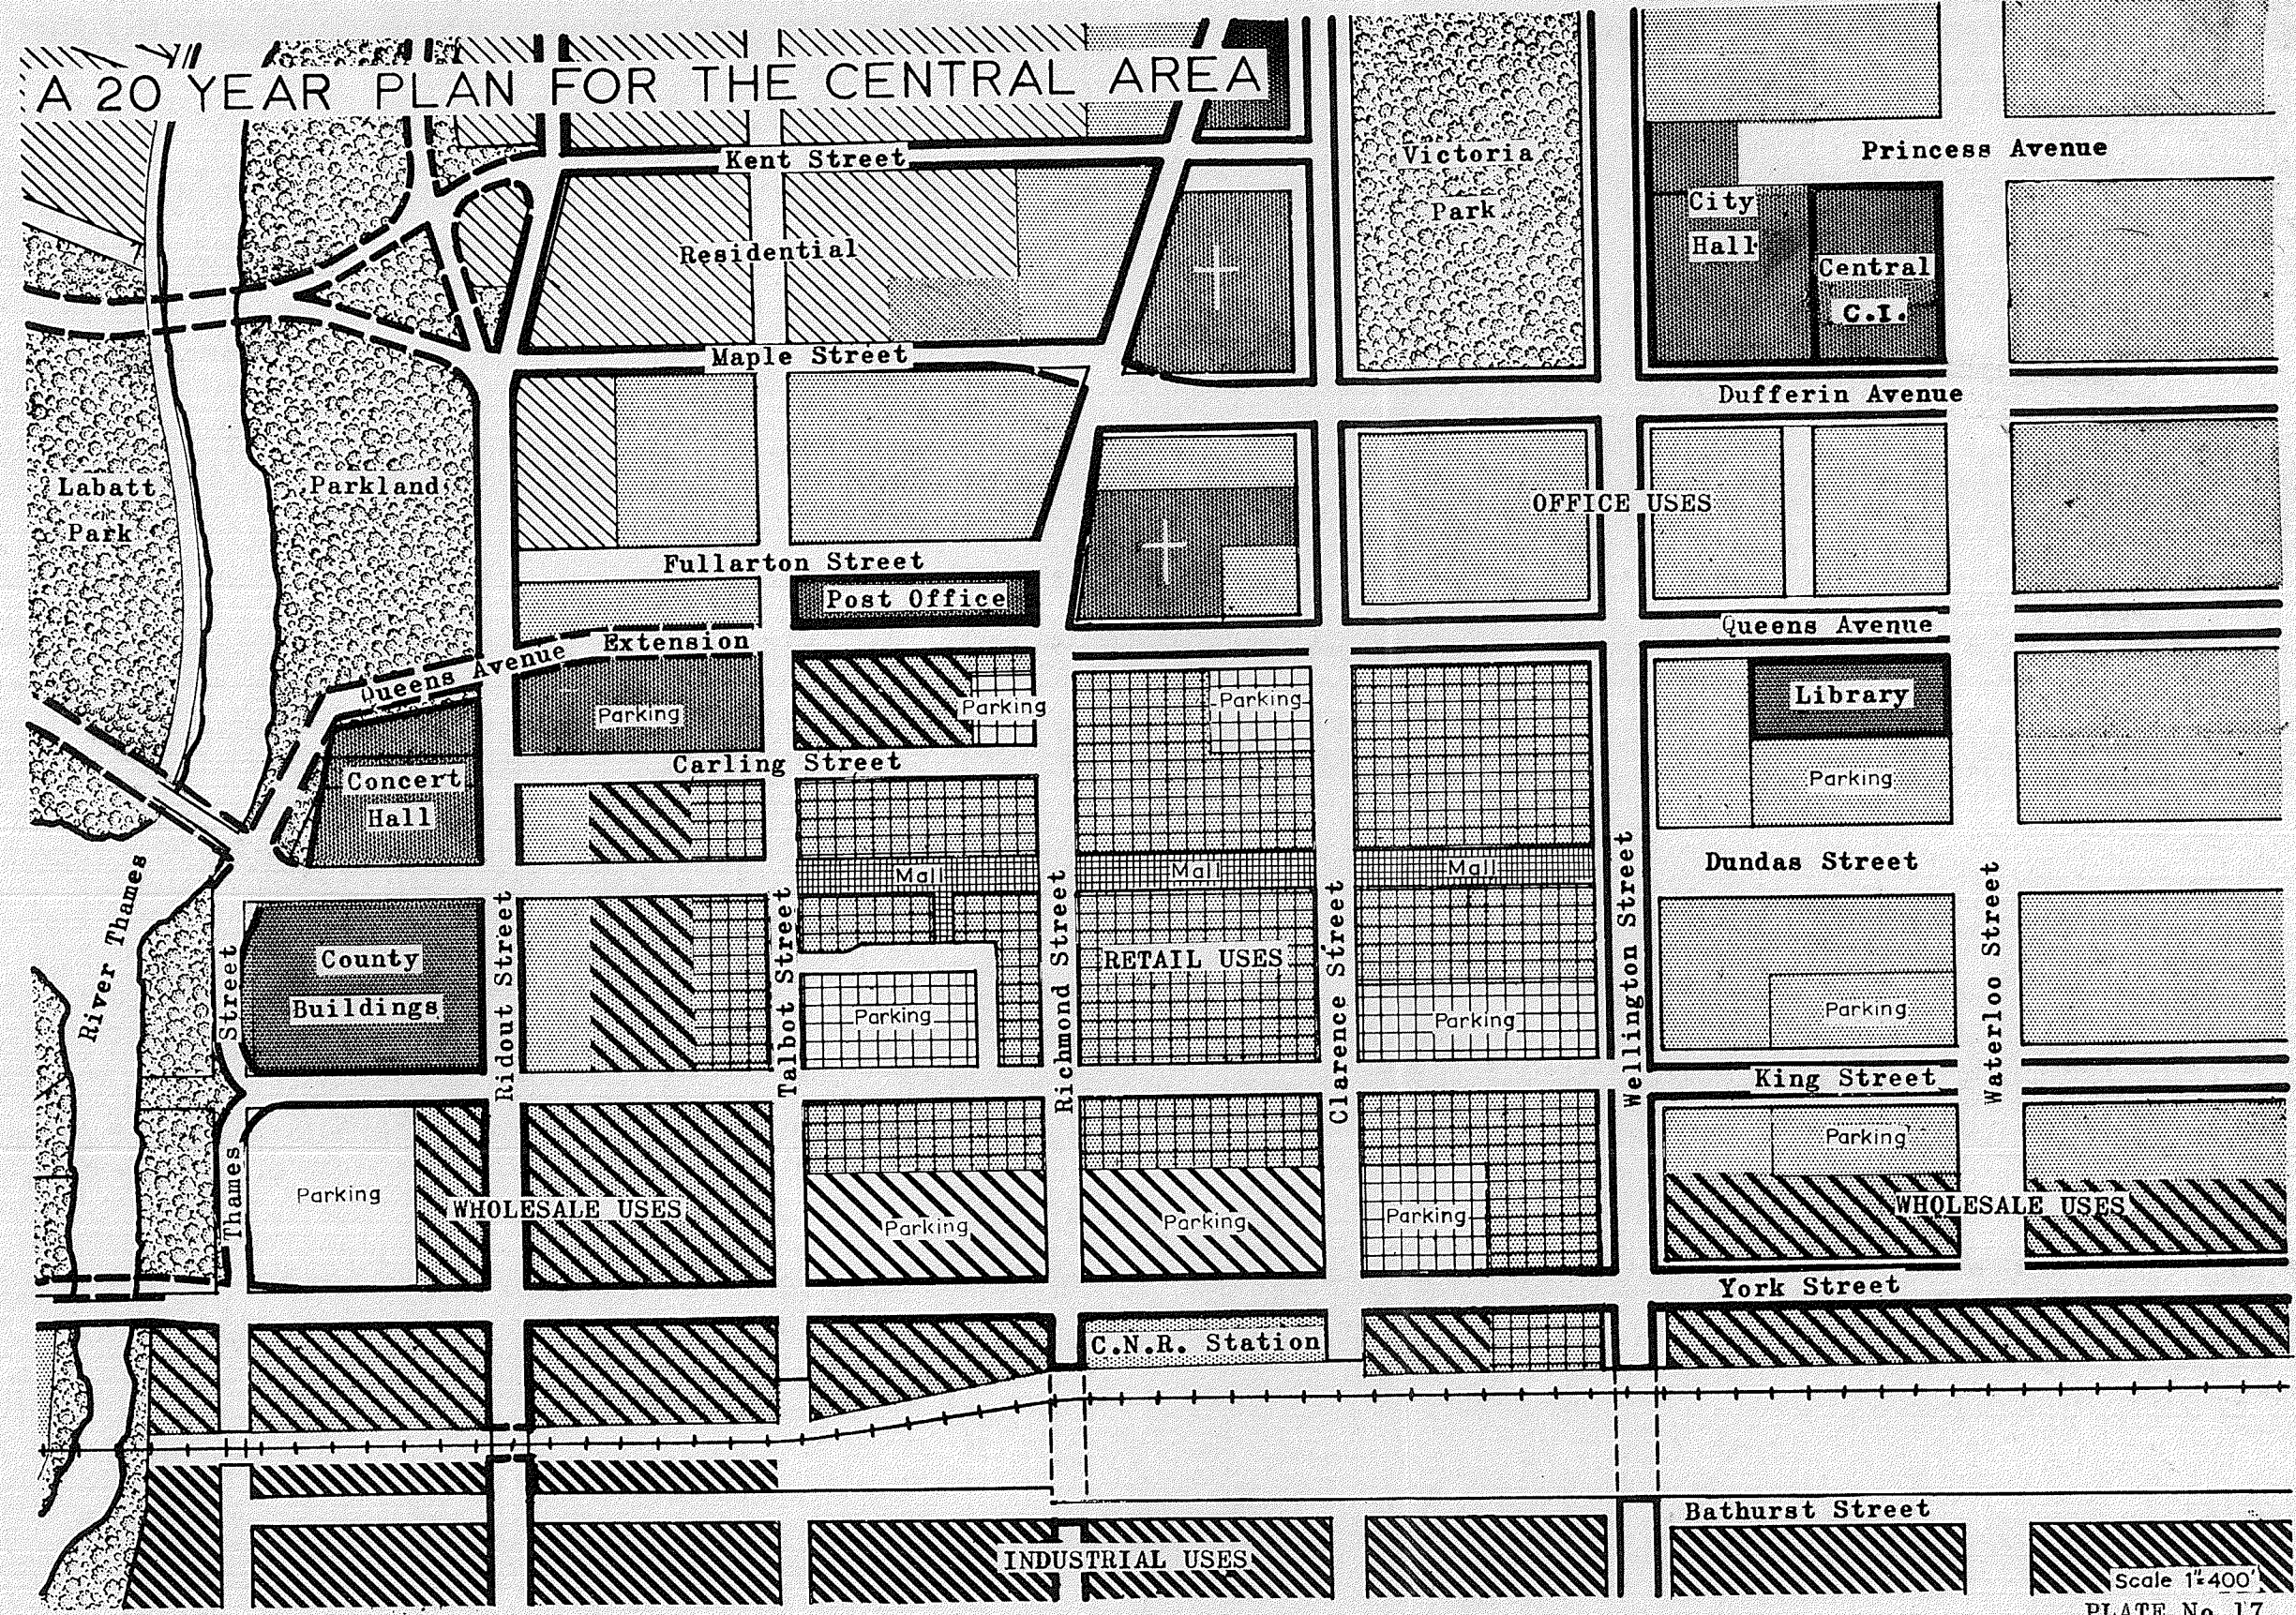 A 20 YEAR PLAN FOR THE CENTRAL AREA
Kent Street
Victoria
Park
Princess Avenue
City
Hall
Central
C.I.
Residential
Maple Street
Dufferin Avenue
Labatt
Park
Parkland
OFFICE USES
Fullarton Street
Post Office
Queens Avenue
Queens Avenue Extension
Parking
Parking
Parking
Library
Parking
Carling Street
Concert
Hall
Mall
Mall
Mall
Dundas Street
River Thames
County
Buildings
Thames Street
Ridout Street
Talbot Street
Richmond Street
Clarence Street
Wellington Street
Waterloo Street
RETAIL USES
Parking
Parking
Parking
King Street
Parking
Parking
WHOLESALE USES
Parking
Parking
Parking
WHOLESALE USES
York Street
C.N.R. Station
Bathurst Street
INDUSTRIAL USES
Scale 1"=400'
PLATE No 17